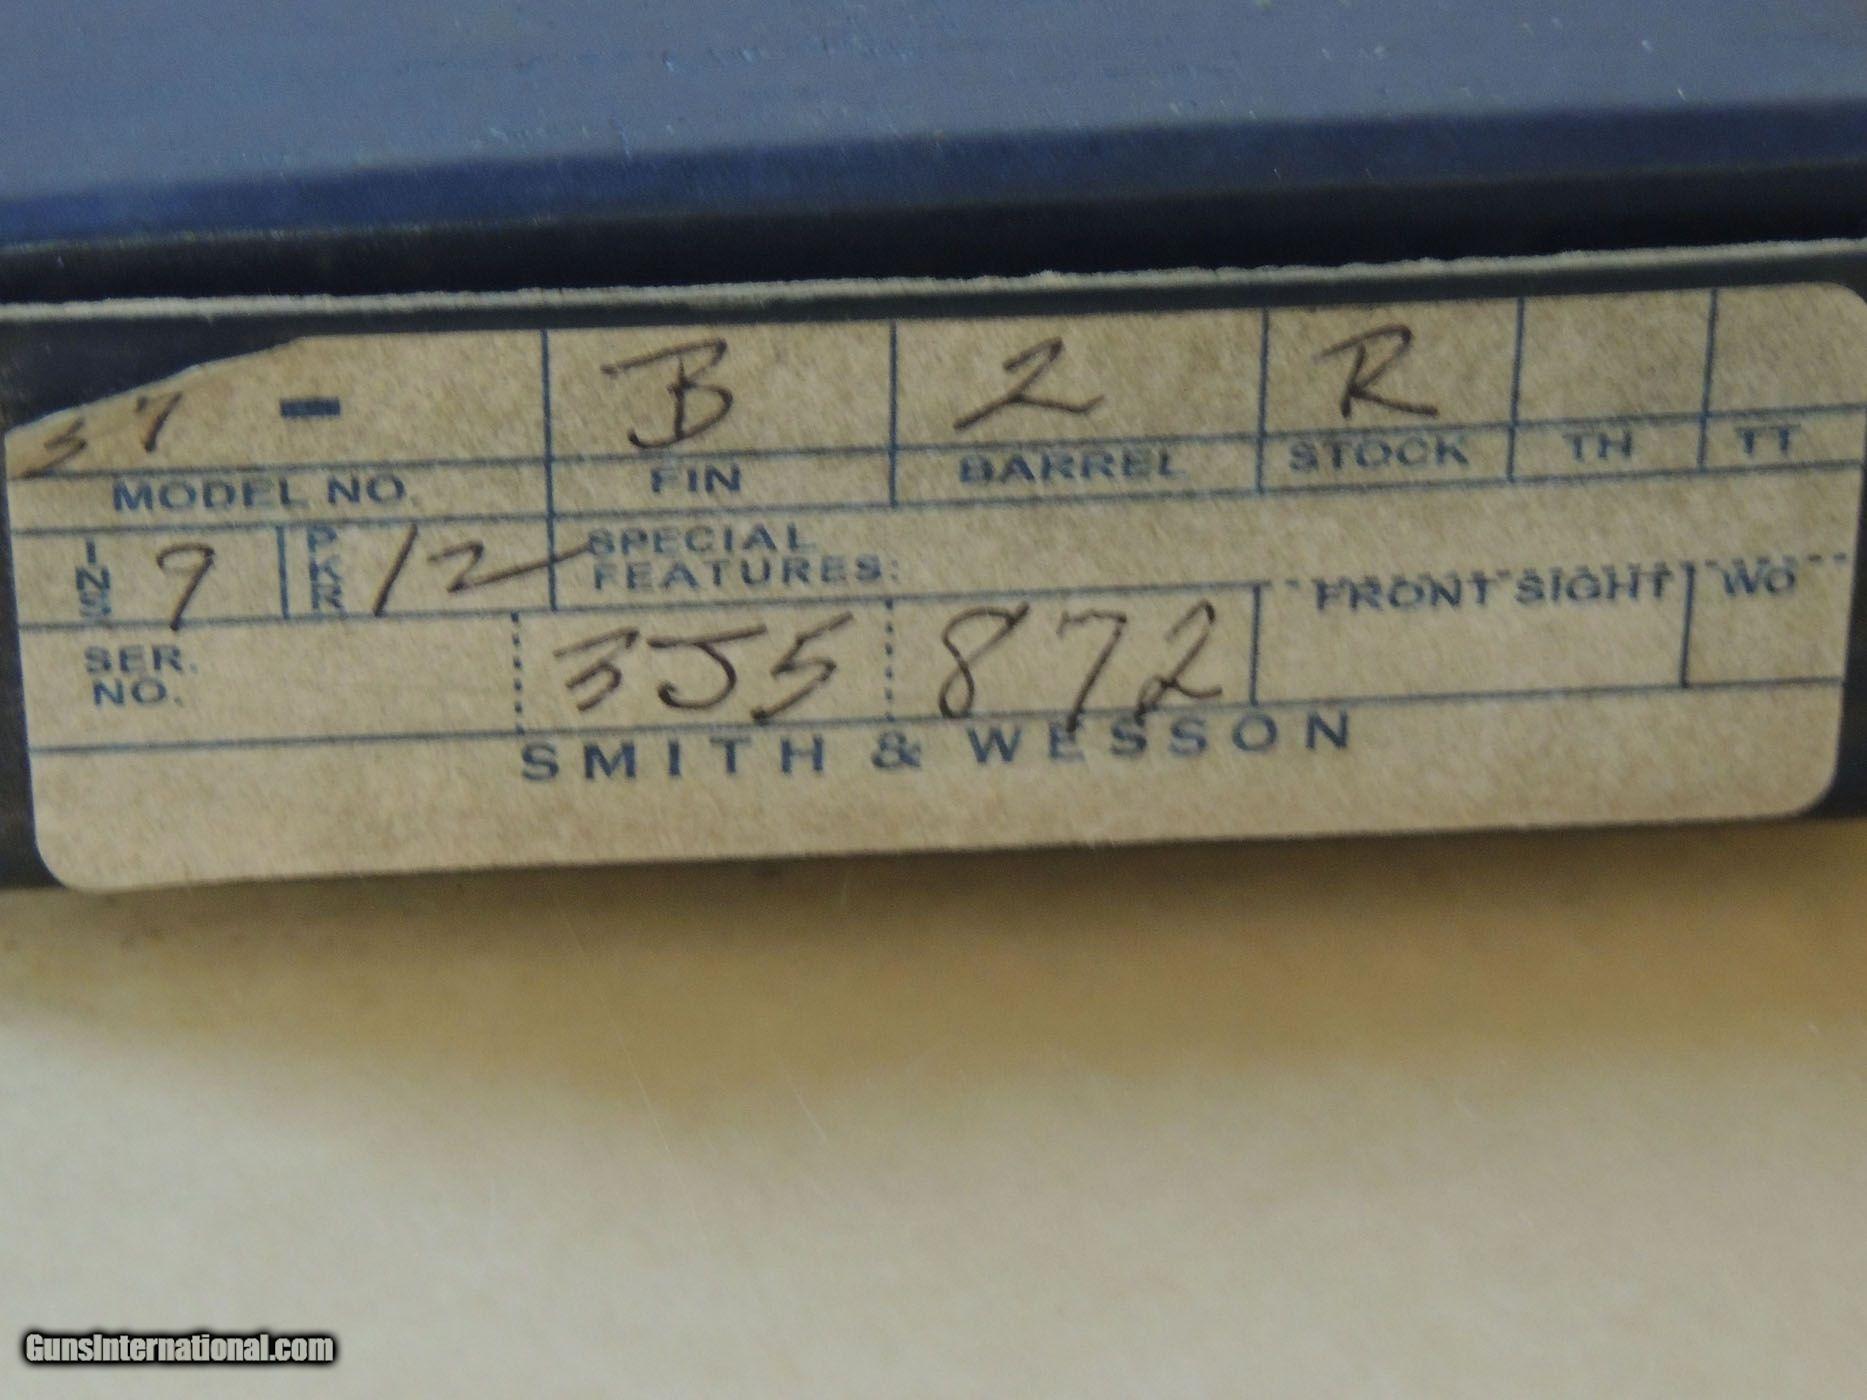 37 - B 2 R
MODEL NO. FIN BARREL STOCK TH TT
INS 9 PKR 12 SPECIAL FEATURES:
FRONT SIGHT WO
SER. NO. 3J5 872
SMITH & WESSON
GunsInternational.com